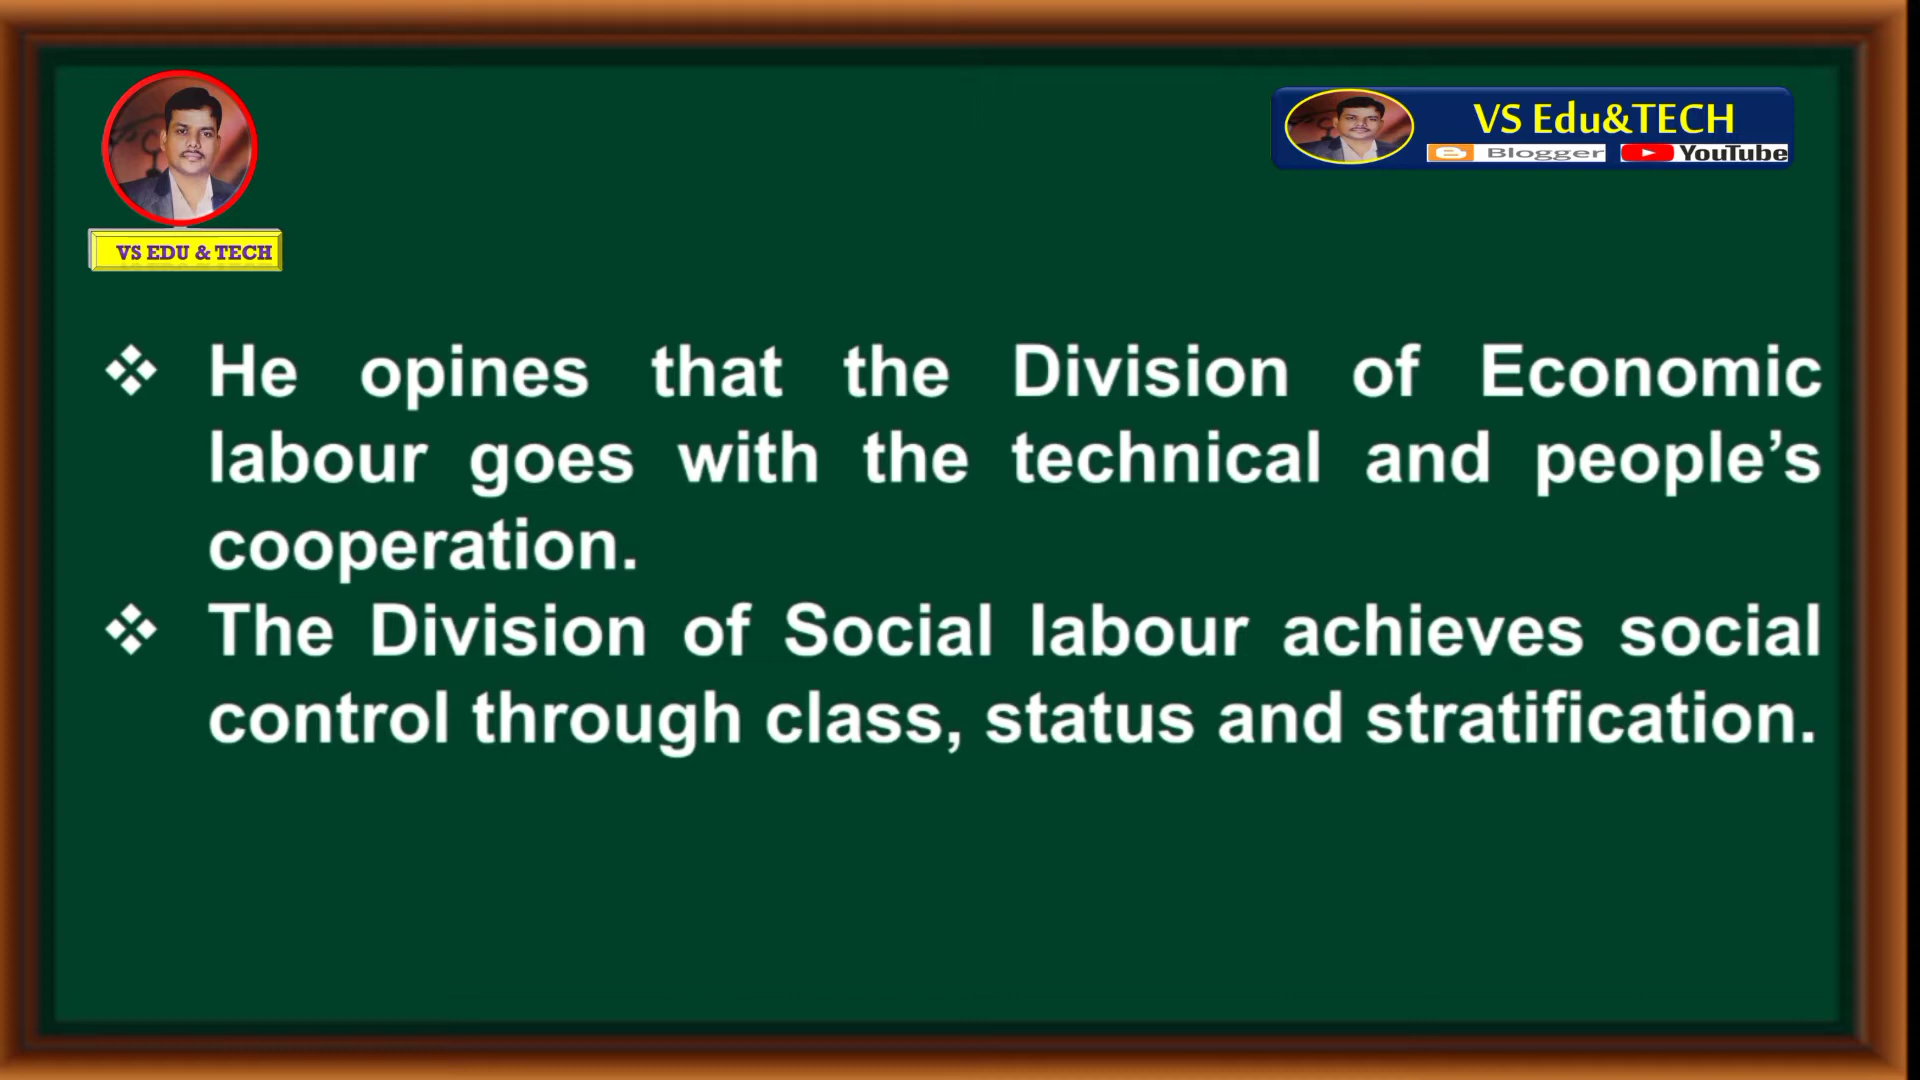 VS Edu&TECH
Blogger YouTube
VS EDU & TECH
❖ He opines that the Division of Economic
labour goes with the technical and people’s
cooperation.
❖ The Division of Social labour achieves social
control through class, status and stratification.